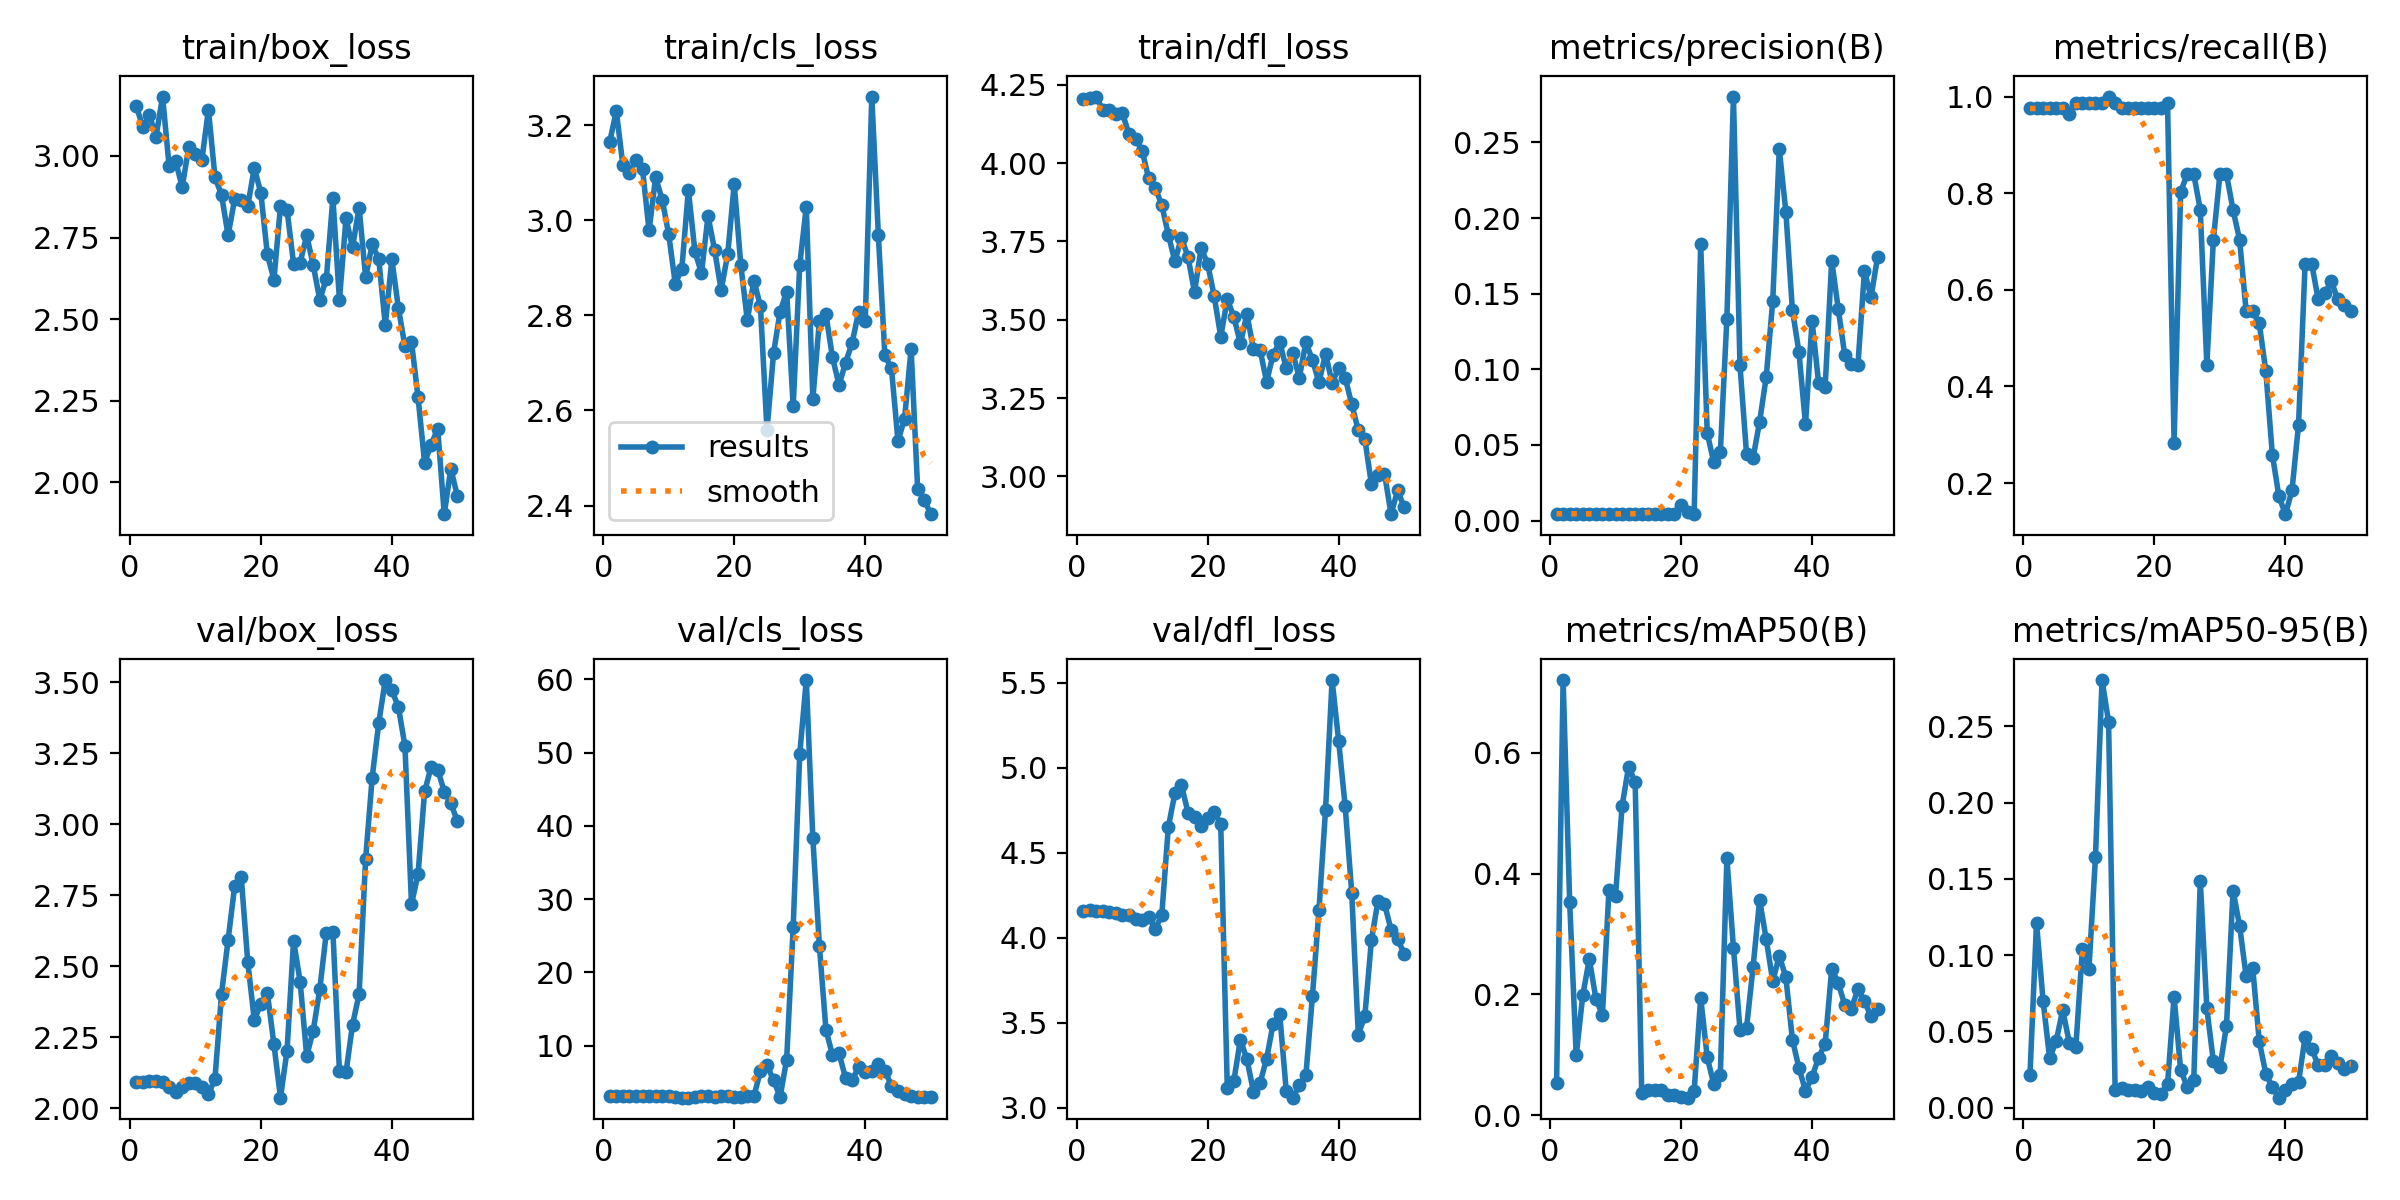 train/box_loss
train/cls_loss
train/dfl_loss
metrics/precision(B)
metrics/recall(B)
3.00
2.75
2.50
2.25
2.00
0 20 40
3.2
3.0
2.8
2.6
2.4
results
smooth
0 20 40
4.25
4.00
3.75
3.50
3.25
3.00
0 20 40
0.25
0.20
0.15
0.10
0.05
0.00
0 20 40
1.0
0.8
0.6
0.4
0.2
0 20 40
val/box_loss
val/cls_loss
val/dfl_loss
metrics/mAP50(B)
metrics/mAP50-95(B)
3.50
3.25
3.00
2.75
2.50
2.25
2.00
0 20 40
60
50
40
30
20
10
0 20 40
5.5
5.0
4.5
4.0
3.5
3.0
0 20 40
0.6
0.4
0.2
0.0
0 20 40
0.25
0.20
0.15
0.10
0.05
0.00
0 20 40